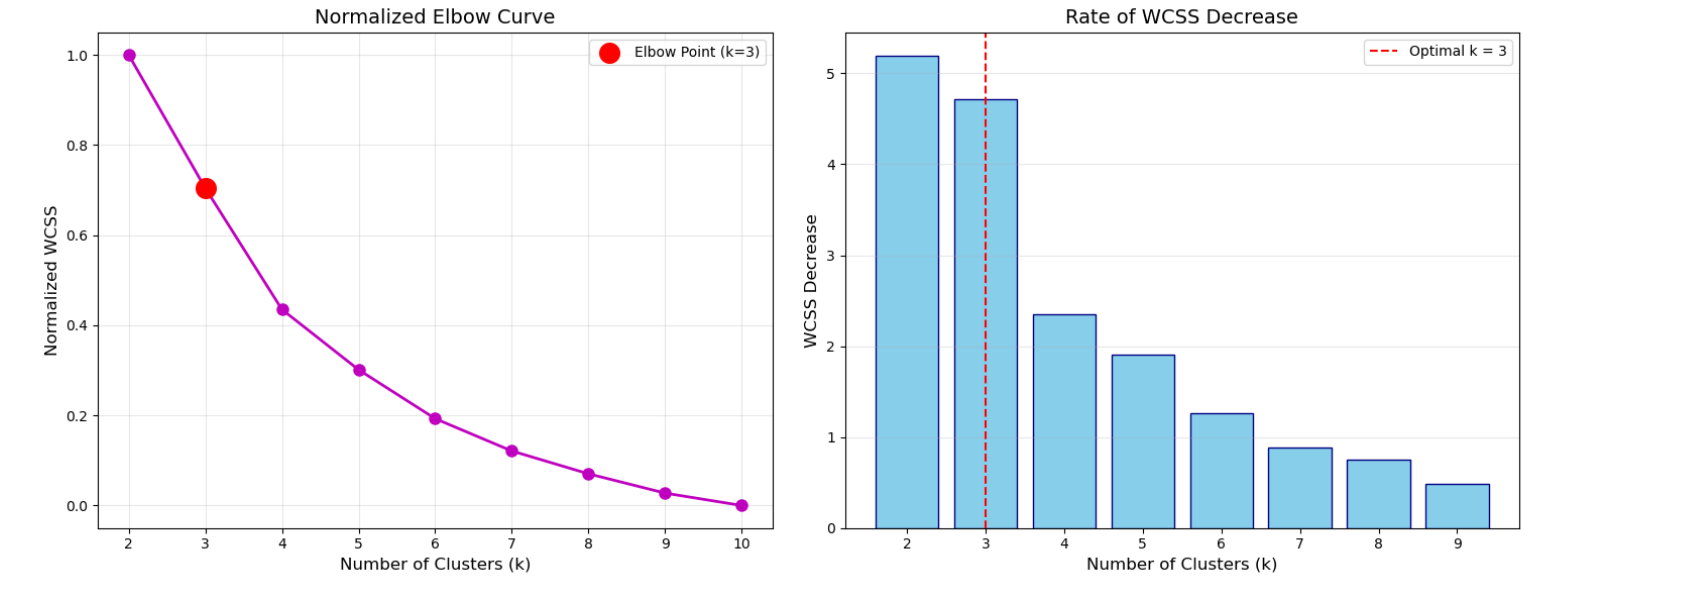 Normalized Elbow Curve
Elbow Point (k=3)
1.0
0.8
0.6
0.4
0.2
0.0
Normalized WCSS
2 3 4 5 6 7 8 9 10
Number of Clusters (k)
Rate of WCSS Decrease
Optimal k = 3
5
4
3
2
1
0
WCSS Decrease
2 3 4 5 6 7 8 9
Number of Clusters (k)